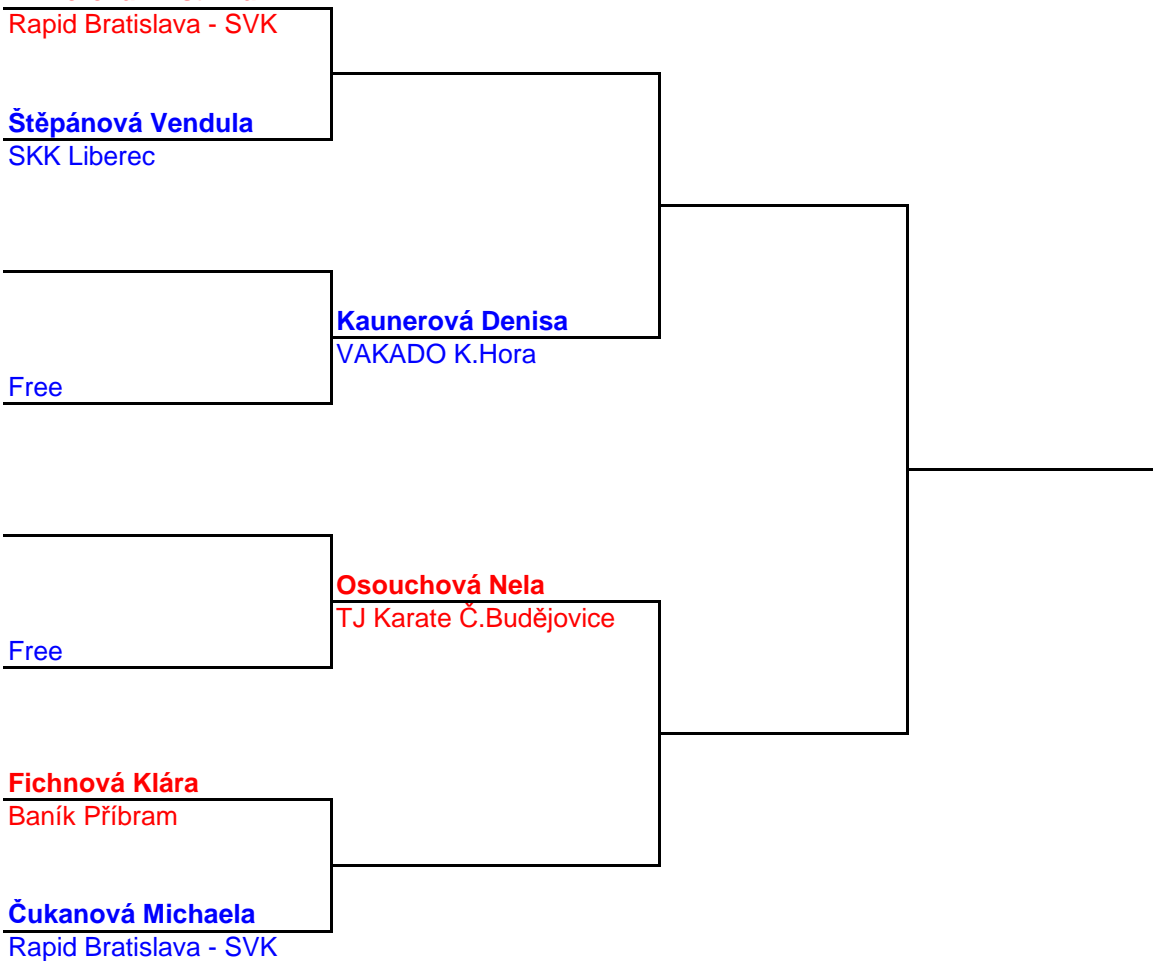 Rapid Bratislava - SVK
Štěpánová Vendula
SKK Liberec
Kaunerová Denisa
VAKADO K.Hora
Free
Osouchová Nela
TJ Karate Č.Budějovice
Free
Fichnová Klára
Baník Příbram
Čukanová Michaela
Rapid Bratislava - SVK